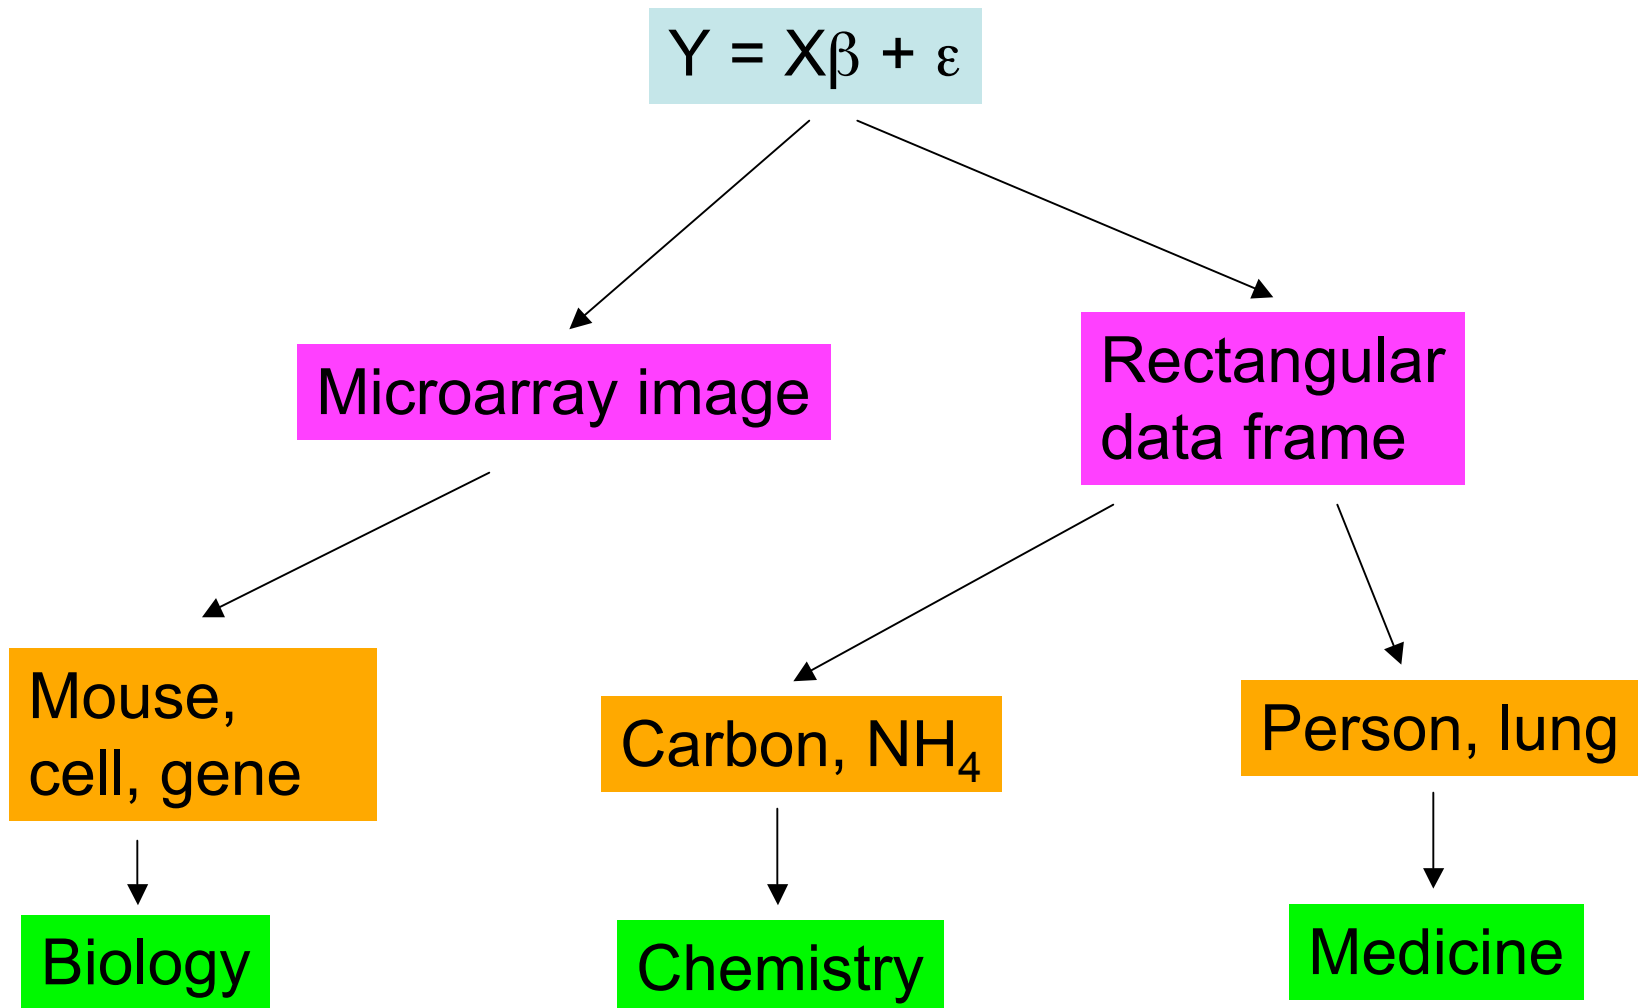 Y = Xβ + ε
Microarray image
Rectangular
data frame
Mouse,
cell, gene
Carbon, NH₄
Person, lung
Biology
Chemistry
Medicine